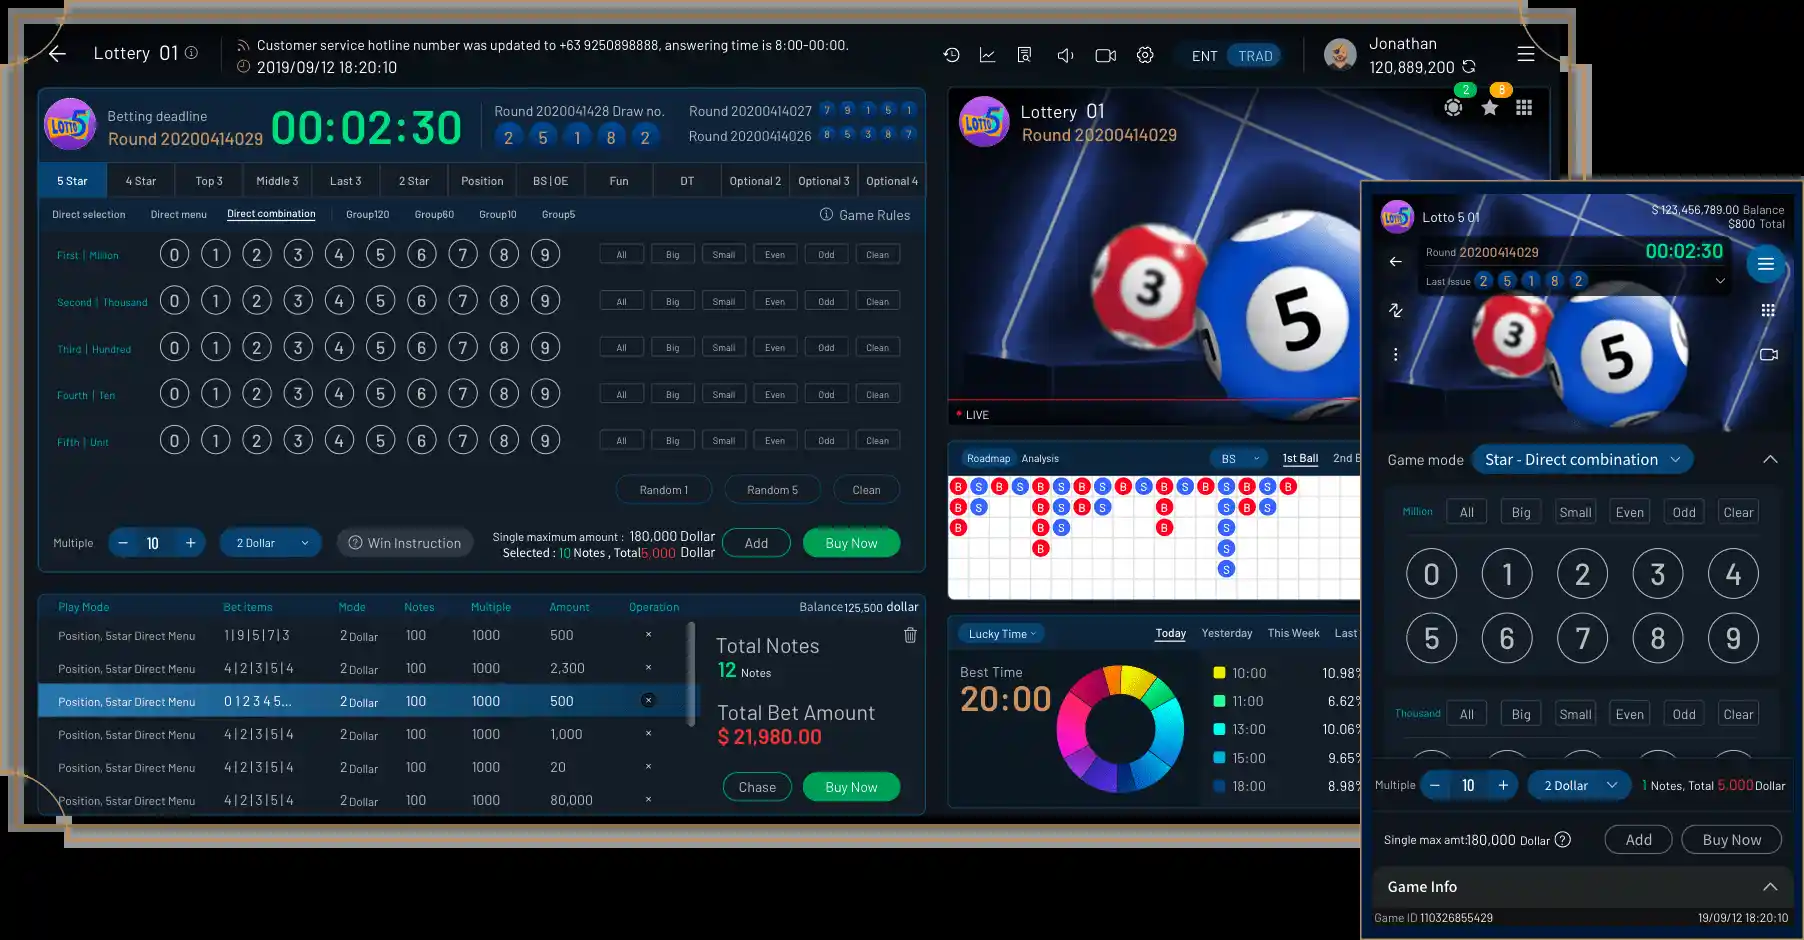 Lottery 01
Customer service hotline number was updated to +63 9250898888, answering time is 8:00-00:00.
2019/09/12 18:20:10
ENT TRAD
Jonathan
120,889,200
LOTTO 5
Betting deadline
Round 20200414029
00:02:30
Round 2020041428 Draw no.
2 5 1 8 2
Round 20200414027 7 9 1 5 1
Round 20200414026 8 5 3 8 7
5 Star 4 Star Top 3 Middle 3 Last 3 2 Star Position BS | OE Fun DT Optional 2 Optional 3 Optional 4
Direct selection Direct menu Direct combination Group120 Group60 Group10 Group5 Game Rules
First | Million 0 1 2 3 4 5 6 7 8 9 All Big Small Even Odd Clean
Second | Thousand 0 1 2 3 4 5 6 7 8 9 All Big Small Even Odd Clean
Third | Hundred 0 1 2 3 4 5 6 7 8 9 All Big Small Even Odd Clean
Fourth | Ten 0 1 2 3 4 5 6 7 8 9 All Big Small Even Odd Clean
Fifth | Unit 0 1 2 3 4 5 6 7 8 9 All Big Small Even Odd Clean
Random 1 Random 5 Clean
Multiple − 10 + 2 Dollar ? Win Instruction
Single maximum amount : 180,000 Dollar
Selected : 10 Notes , Total 5,000 Dollar
Add Buy Now
Play Mode Bet items Mode Notes Multiple Amount Operation
Position, 5star Direct Menu 1|9|5|7|3 2 Dollar 100 1000 500 ×
Position, 5star Direct Menu 4|2|3|5|4 2 Dollar 100 1000 2,300 ×
Position, 5star Direct Menu 0 1 2 3 4 5... 2 Dollar 100 1000 500 ×
Position, 5star Direct Menu 4|2|3|5|4 2 Dollar 100 1000 1,000 ×
Position, 5star Direct Menu 4|2|3|5|4 2 Dollar 100 1000 20 ×
Position, 5star Direct Menu 4|2|3|5|4 2 Dollar 100 1000 80,000 ×
Balance 125,500 dollar
Total Notes
12 Notes
Total Bet Amount
$ 21,980.00
Chase Buy Now
LOTTO 5
Lottery 01
Round 20200414029
2 8
3 5
LIVE
Roadmap Analysis BS 1st Ball 2nd B
B S B S B S B S B S B S B S B S B
B S B S B S B S B S
B B S B S
B S
S
Lucky Time Today Yesterday This Week Last
Best Time
20:00
10:00 10.98%
11:00 6.62%
13:00 10.06%
15:00 9.65%
18:00 8.98%
LOTTO 5
Lotto 5 01
$ 123,456,789.00 Balance
$800 Total
Round 20200414029 00:02:30
Last Issue 2 5 1 8 2
3 5
Game mode Star - Direct combination
Million All Big Small Even Odd Clear
0 1 2 3 4
5 6 7 8 9
Thousand All Big Small Even Odd Clear
Multiple − 10 + 2 Dollar 1 Notes, Total 5,000 Dollar
Single max amt:180,000 Dollar ? Add Buy Now
Game Info
Game ID 110326855429 19/09/12 18:20:10